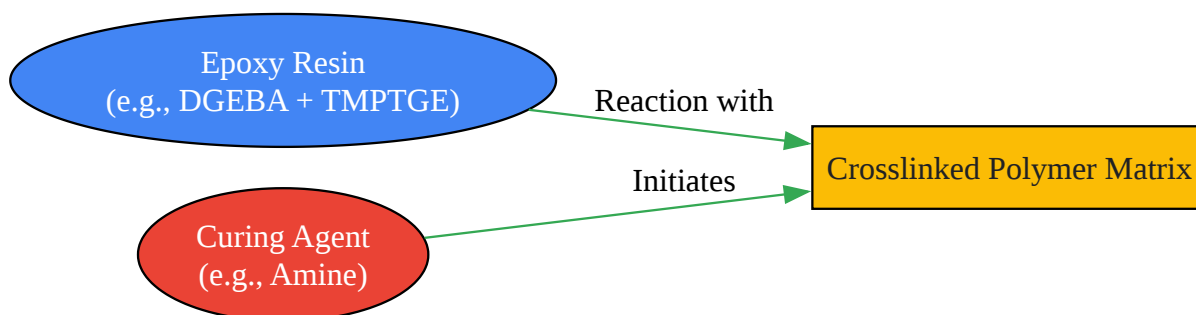 Epoxy Resin
(e.g., DGEBA + TMPTGE)
Reaction with
Crosslinked Polymer Matrix
Initiates
Curing Agent
(e.g., Amine)